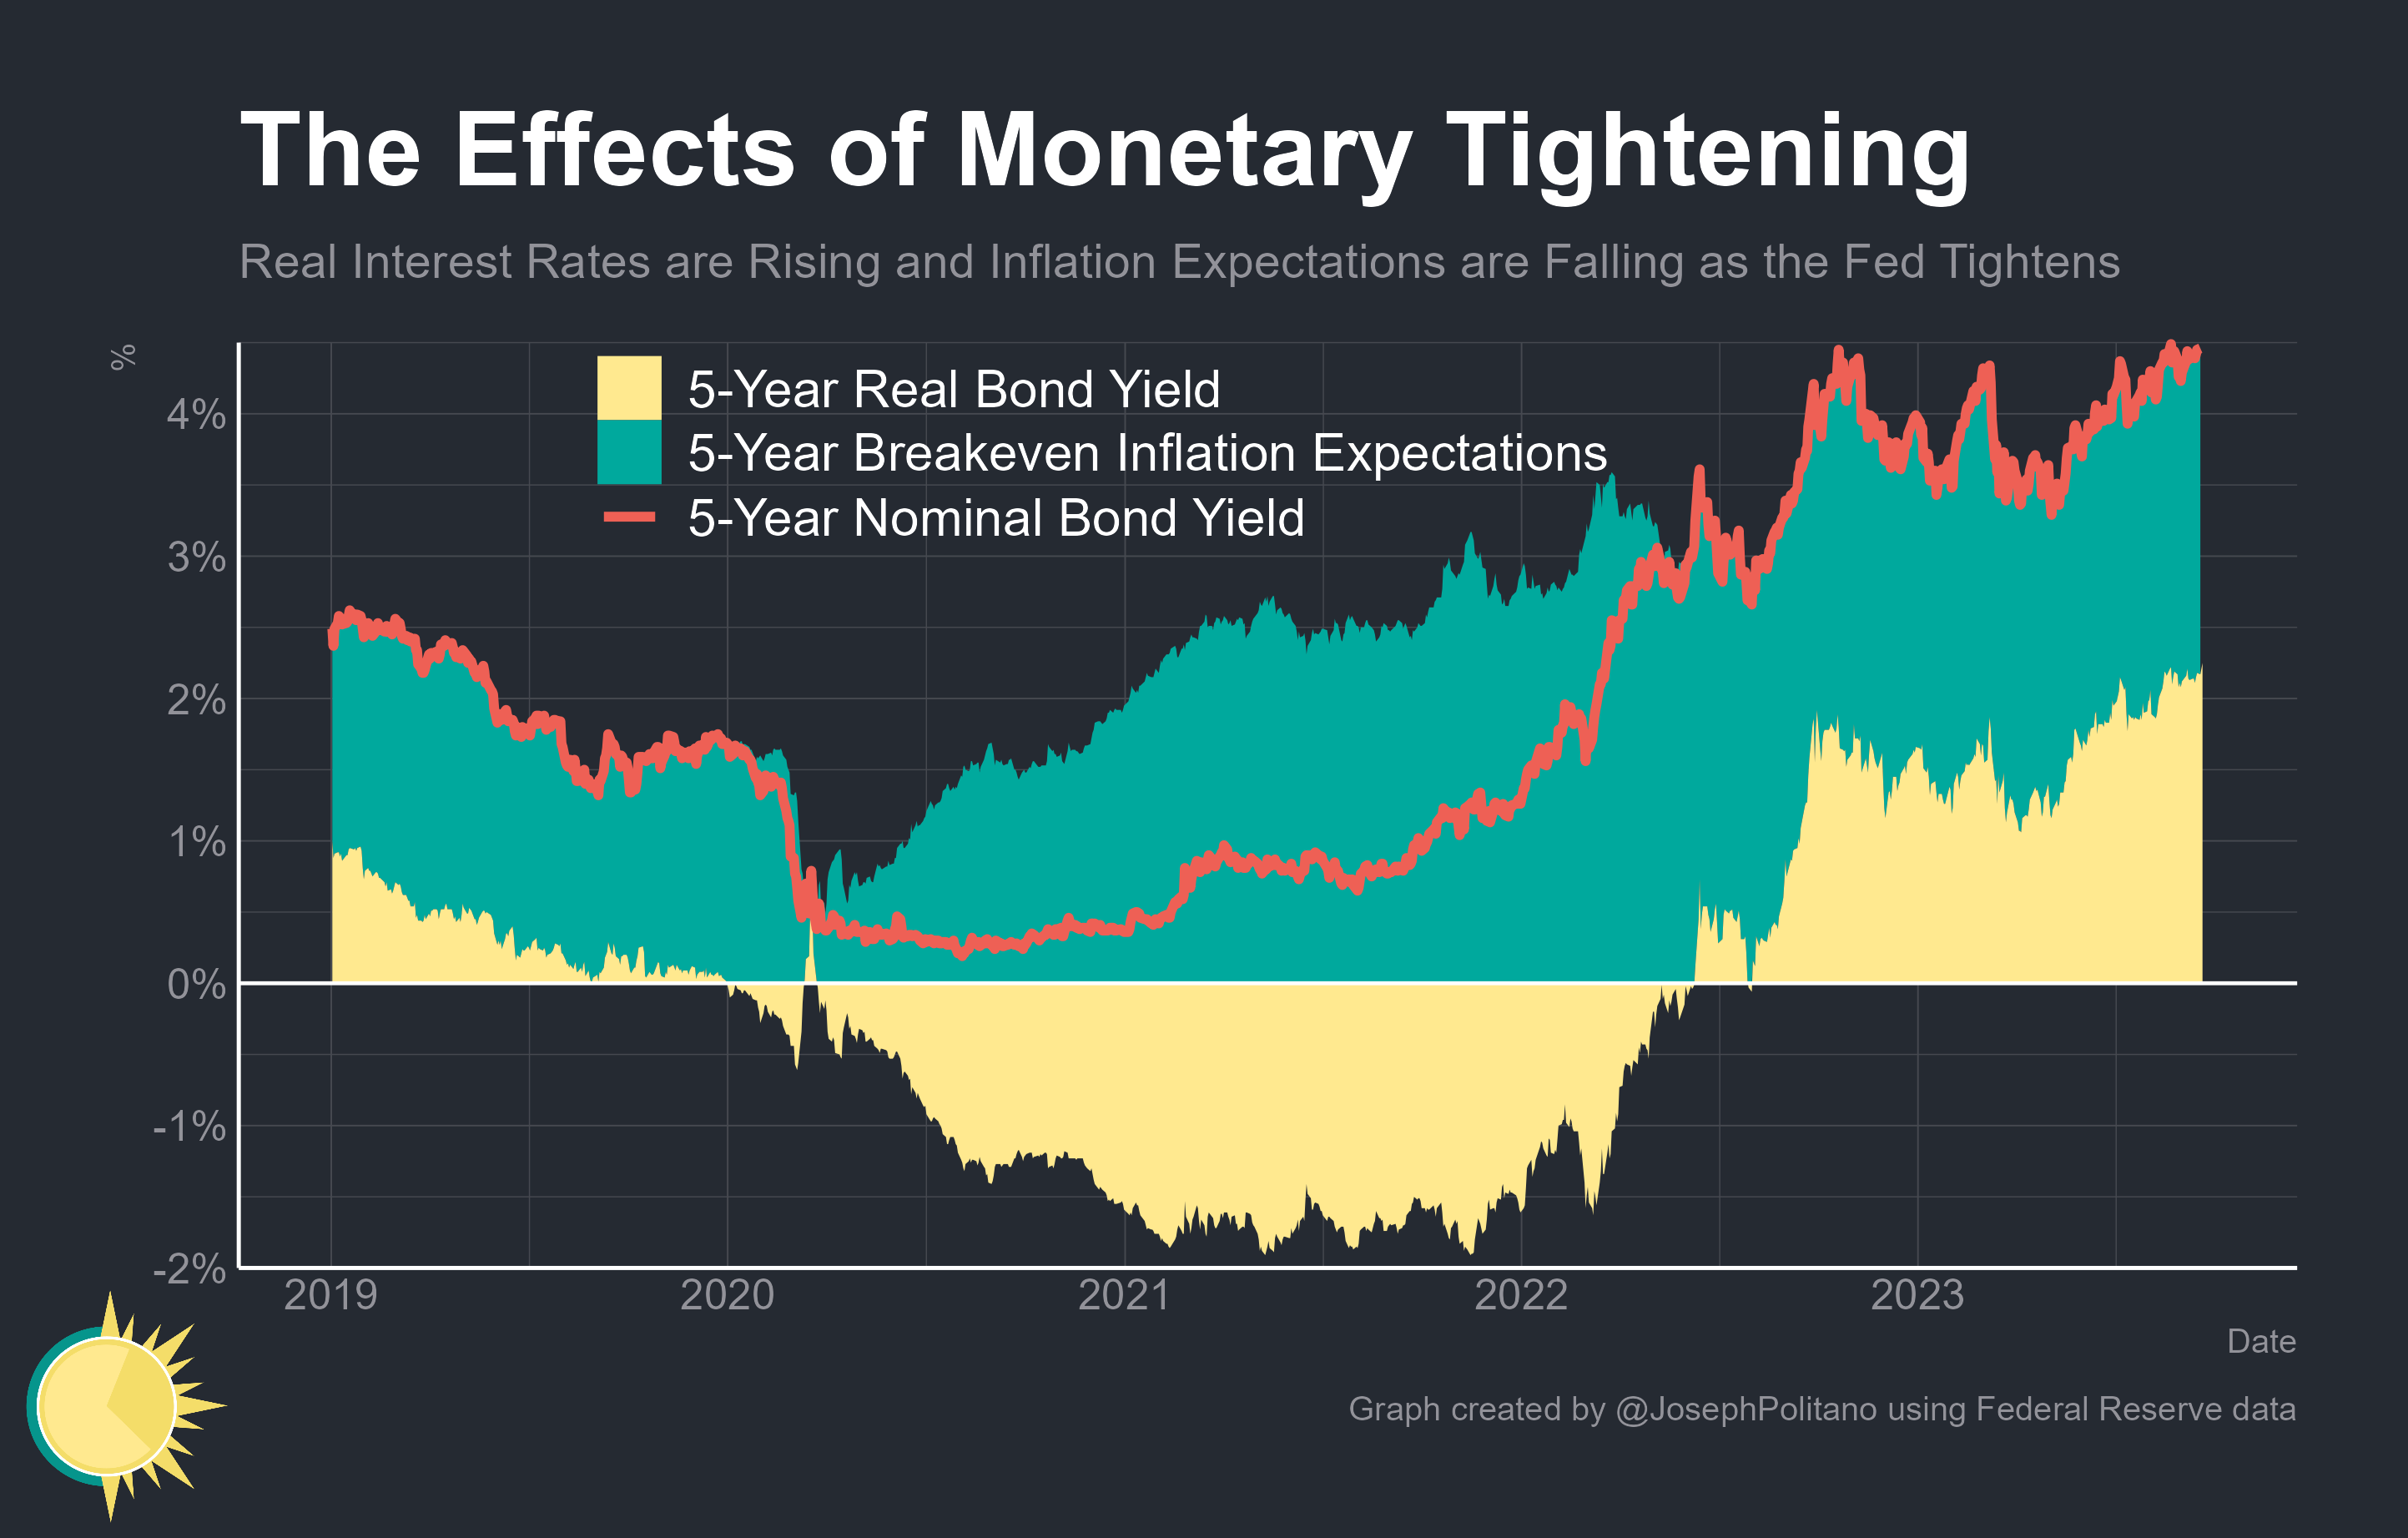 The Effects of Monetary Tightening
Real Interest Rates are Rising and Inflation Expectations are Falling as the Fed Tightens
%
5-Year Real Bond Yield
5-Year Breakeven Inflation Expectations
5-Year Nominal Bond Yield
4%
3%
2%
1%
0%
-1%
-2%
2019 2020 2021 2022 2023
Date
Graph created by @JosephPolitano using Federal Reserve data